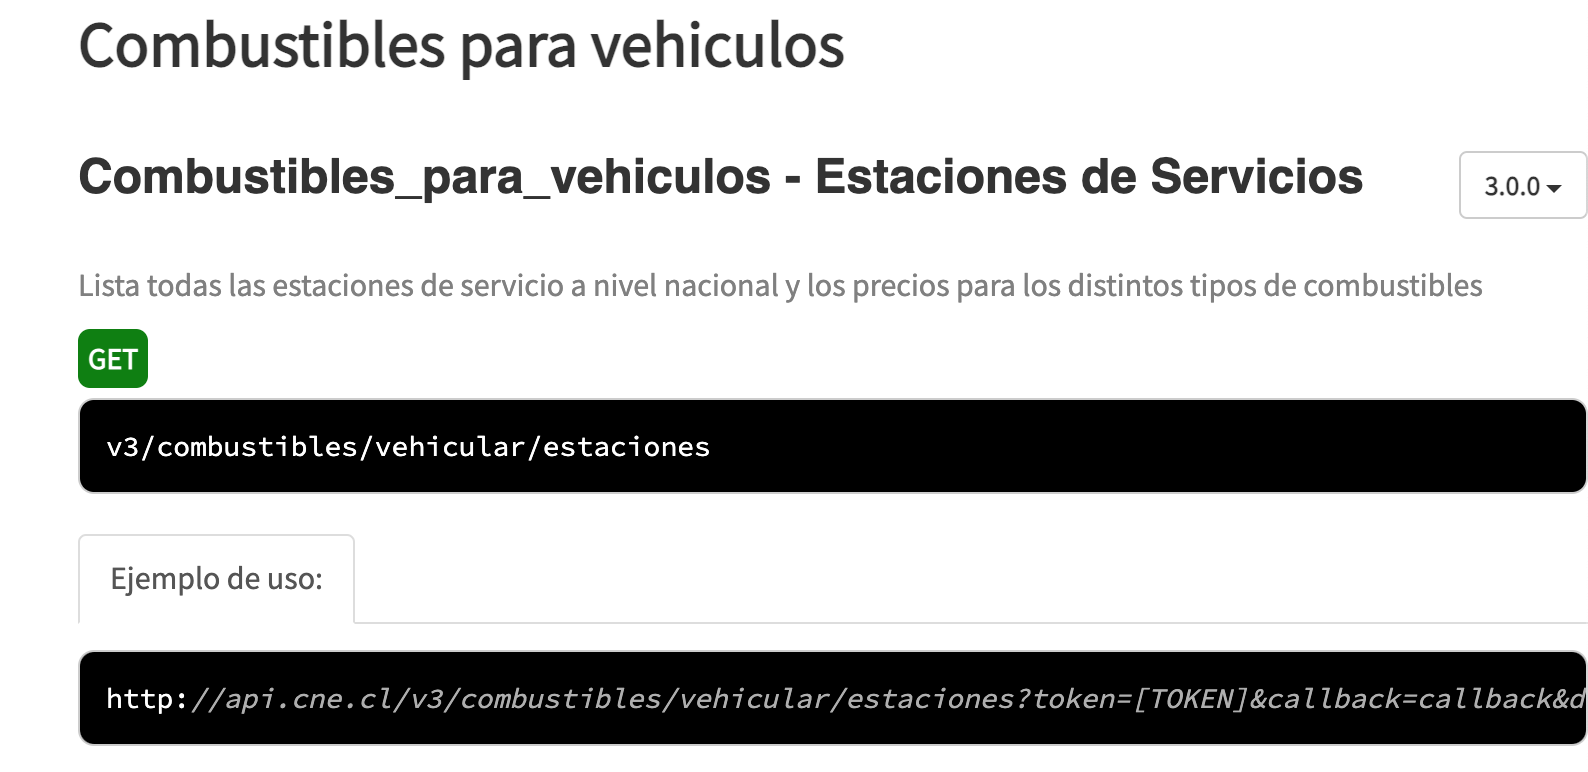 Combustibles para vehiculos
Combustibles_para_vehiculos - Estaciones de Servicios
3.0.0
Lista todas las estaciones de servicio a nivel nacional y los precios para los distintos tipos de combustibles
GET
v3/combustibles/vehicular/estaciones
Ejemplo de uso:
http://api.cne.cl/v3/combustibles/vehicular/estaciones?token=[TOKEN]&callback=callback&d